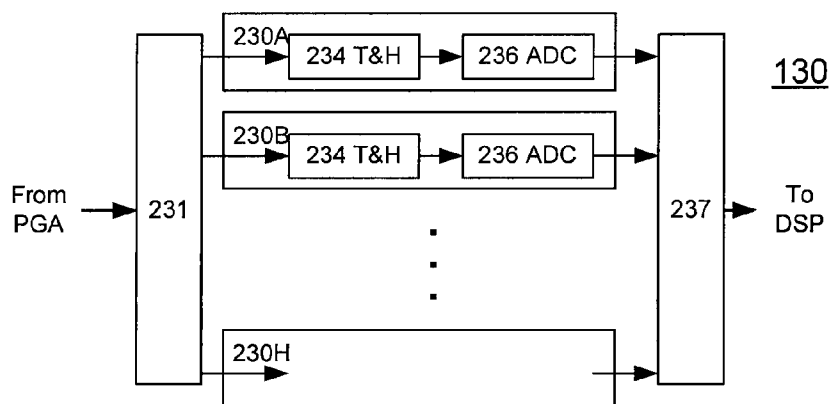 230A
234 T&H
236 ADC
130
230B
234 T&H
236 ADC
From
PGA
231
237
To
DSP
230H